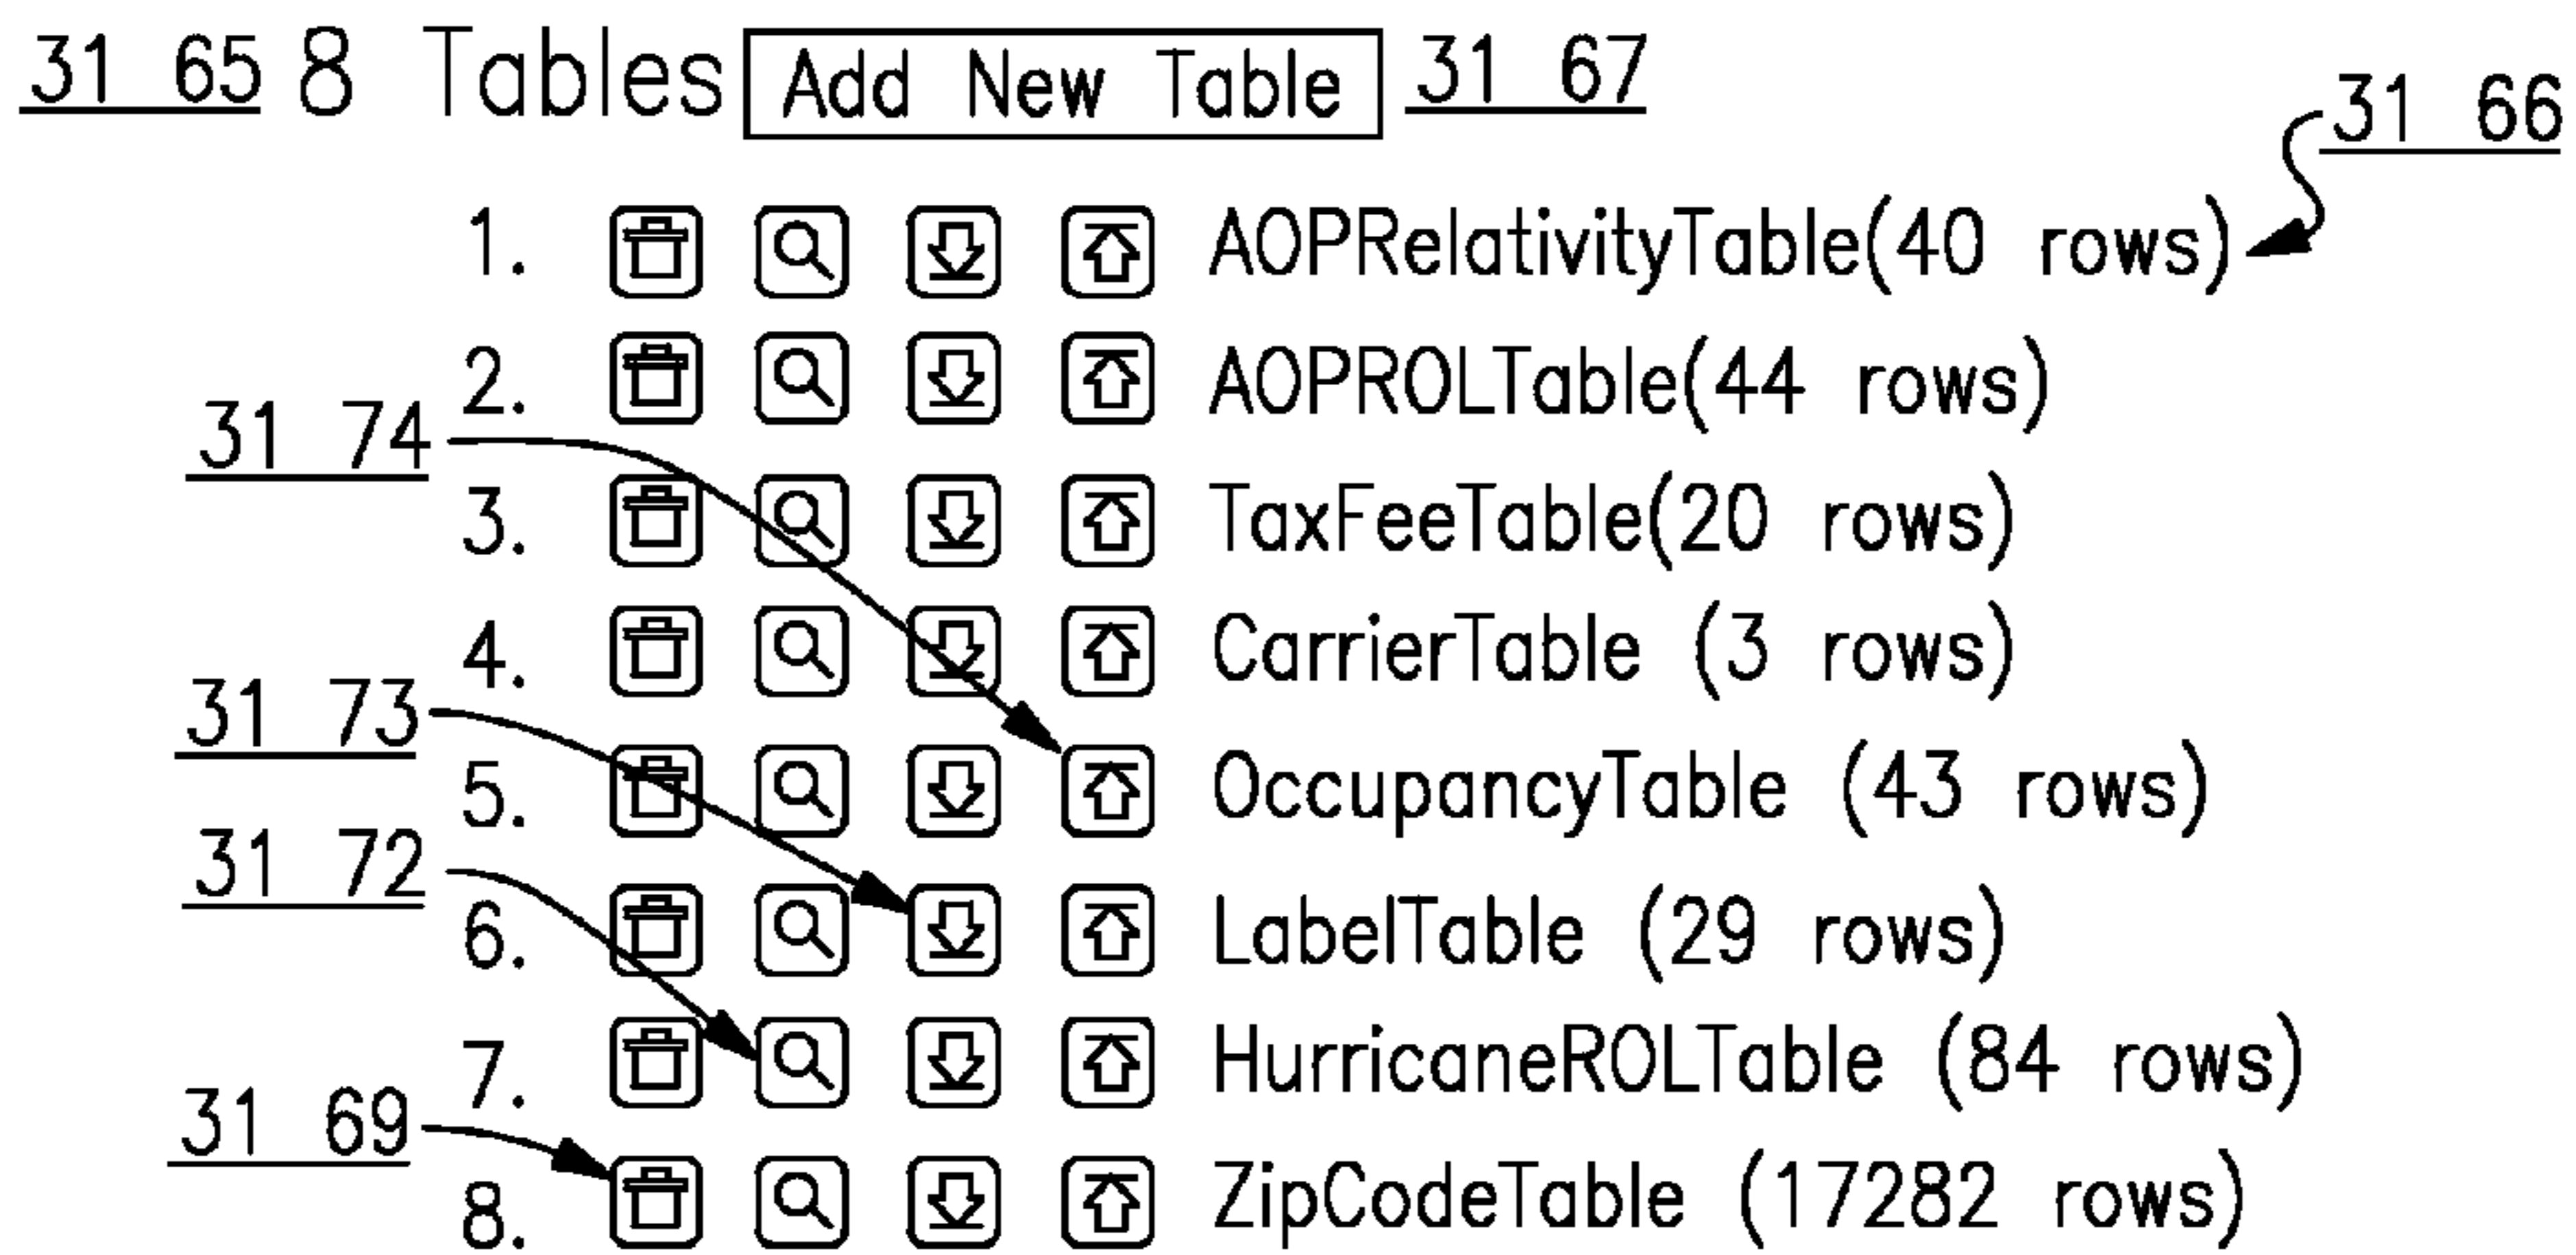 31 65 8 Tables Add New Table 31 67
31 66
1. AOPRelativityTable(40 rows)
2. AOPROLTable(44 rows)
31 74
3. TaxFeeTable(20 rows)
4. CarrierTable (3 rows)
31 73
5. OccupancyTable (43 rows)
31 72
6. LabelTable (29 rows)
7. HurricaneROLTable (84 rows)
31 69
8. ZipCodeTable (17282 rows)